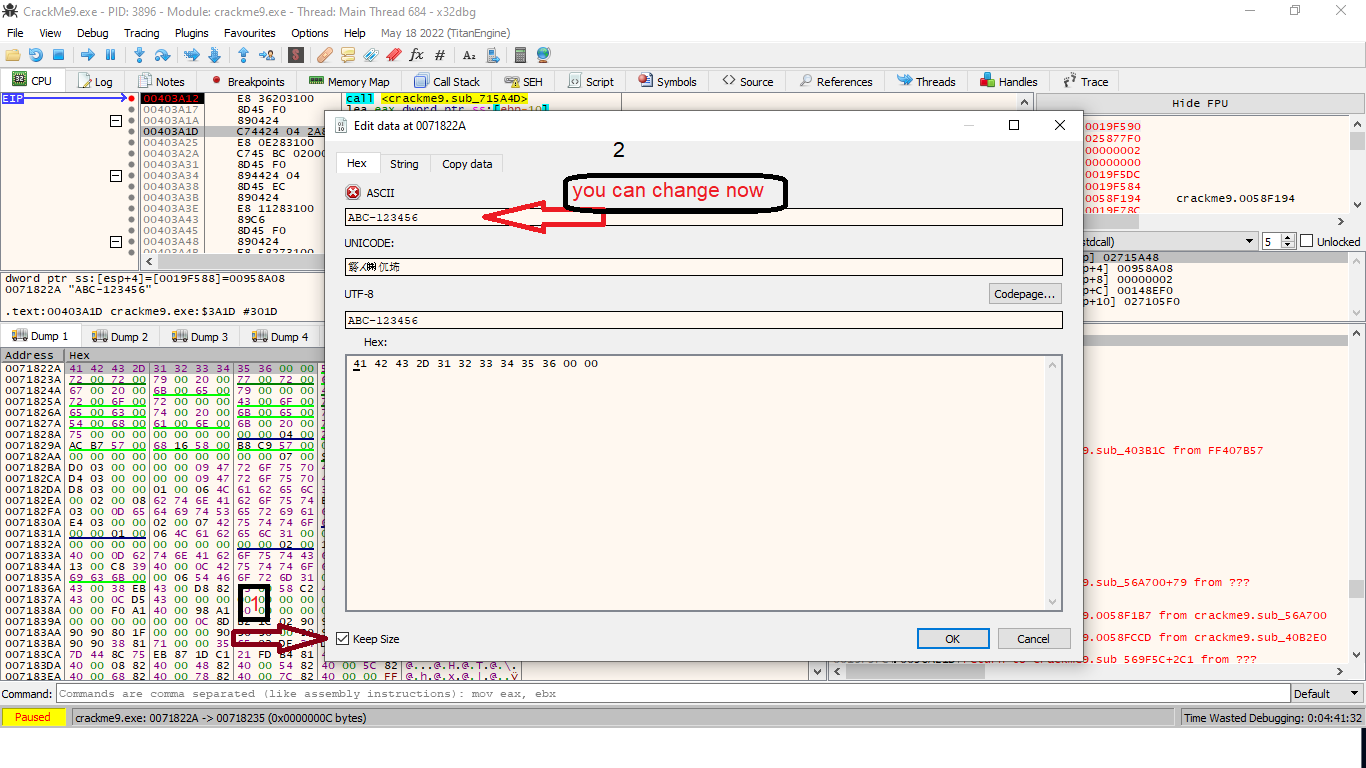 CrackMe9.exe - PID: 3896 - Module: crackme9.exe - Thread: Main Thread 684 - x32dbg
File View Debug Tracing Plugins Favourites Options Help May 18 2022 (TitanEngine)
CPU Log Notes Breakpoints Memory Map Call Stack SEH Script Symbols Source References Threads Handles Trace
EIP 00403A12 E8 36203100 call <crackme9.sub_715A4D>
00403A17 8D45 F0 lea eax,dword ptr ss:[ebp-10]
00403A1A 890424
00403A1D C74424 04 2A8
00403A25 E8 0E283100
00403A2A C745 BC 02000
00403A31 8D45 F0
00403A34 894424 04
00403A38 8D45 EC
00403A3B 890424
00403A3E E8 11283100
00403A43 89C6
00403A45 8D45 F0
00403A48 890424
Hide FPU
0019F590
025877F0
00000002
00000000
0019F5DC
0019F584
crackme9.0058F194
0019E78C
stdcall) 5 Unlocked
p] 02715A48
p+4] 00958A08
p+8] 00000002
p+C] 00148EF0
p+10] 027105F0
dword ptr ss:[esp+4]=[0019F588]=00958A08
0071822A "ABC-123456"
.text:00403A1D crackme9.exe:$3A1D #301D
Edit data at 0071822A
2
Hex String Copy data
you can change now
ASCII
ABC-123456
UNICODE:
UTF-8
Codepage...
ABC-123456
Hex:
41 42 43 2D 31 32 33 34 35 36 00 00
1
Keep Size
OK Cancel
Dump 1 Dump 2 Dump 3 Dump 4
Address Hex
0071822A 41 42 43 2D 31 32 33 34 35 36 00 00
0071823A 72 00 72 00 79 00 20 00 77 00 72 00
0071824A 67 00 20 00 6B 00 65 00 79 00 00 00
0071825A 72 00 6F 00 72 00 00 00 43 00 6F 00
0071826A 65 00 63 00 74 00 20 00 6B 00 65 00
0071827A 54 00 68 00 61 00 6E 00 6B 00 20 00
0071828A 75 00 00 00 00 00 00 00 00 00 04 00
0071829A AC B7 57 00 68 16 58 00 B8 C9 57 00
007182AA 00 00 00 00 00 00 00 00 00 00 07 00
007182BA D0 03 00 00 00 00 09 47 72 6F 75 70
007182CA D4 03 00 00 00 00 09 47 72 6F 75 70
007182DA D8 03 00 00 01 00 06 4C 61 62 65 6C
007182EA 00 02 00 08 62 74 6E 41 62 6F 75 74
007182FA 03 00 0D 65 64 69 74 53 65 72 69 61
0071830A E4 03 00 00 02 00 07 42 75 74 74 6F
0071831A 00 00 01 00 06 4C 61 62 65 6C 31 00
0071832A 00 00 00 00 00 00 00 00 00 00 02 00
0071833A 40 00 0D 62 74 6E 41 62 6F 75 74 43
0071834A 13 00 C8 39 40 00 0C 42 75 74 74 6F
0071835A 69 63 6B 00 00 06 54 46 6F 72 6D 31
0071836A 43 00 38 EB 43 00 D8 82
0071837A 43 00 0C D5 43 00 00 00
0071838A 00 00 F0 A1 40 00 98 A1
0071839A 00 00 00 00 00 00 0C 8D
007183AA 90 90 80 1F 00 00 00 90
007183BA 90 90 38 81 71 00 00 35
007183CA 7D 44 8C 75 EB 87 1D C1 21 FD B4 81
007183DA 40 00 08 82 40 00 48 82 40 00 54 82 40 00 5C 82 @...@.H.@.T.@.\.
007183EA 40 00 68 82 40 00 78 82 40 00 7C 82 40 00 00 FF
9.sub_403B1C from FF407B57
9.sub_56A700+79 from ???
9.0058F1B7 from crackme9.sub_56A700
9.0058FCCD from crackme9.sub_40B2E0
9.sub_569F5C+2C1 from ???
Command: Commands are comma separated (like assembly instructions): mov eax, ebx Default
Paused crackme9.exe: 0071822A -> 00718235 (0x0000000C bytes) Time Wasted Debugging: 0:04:41:32